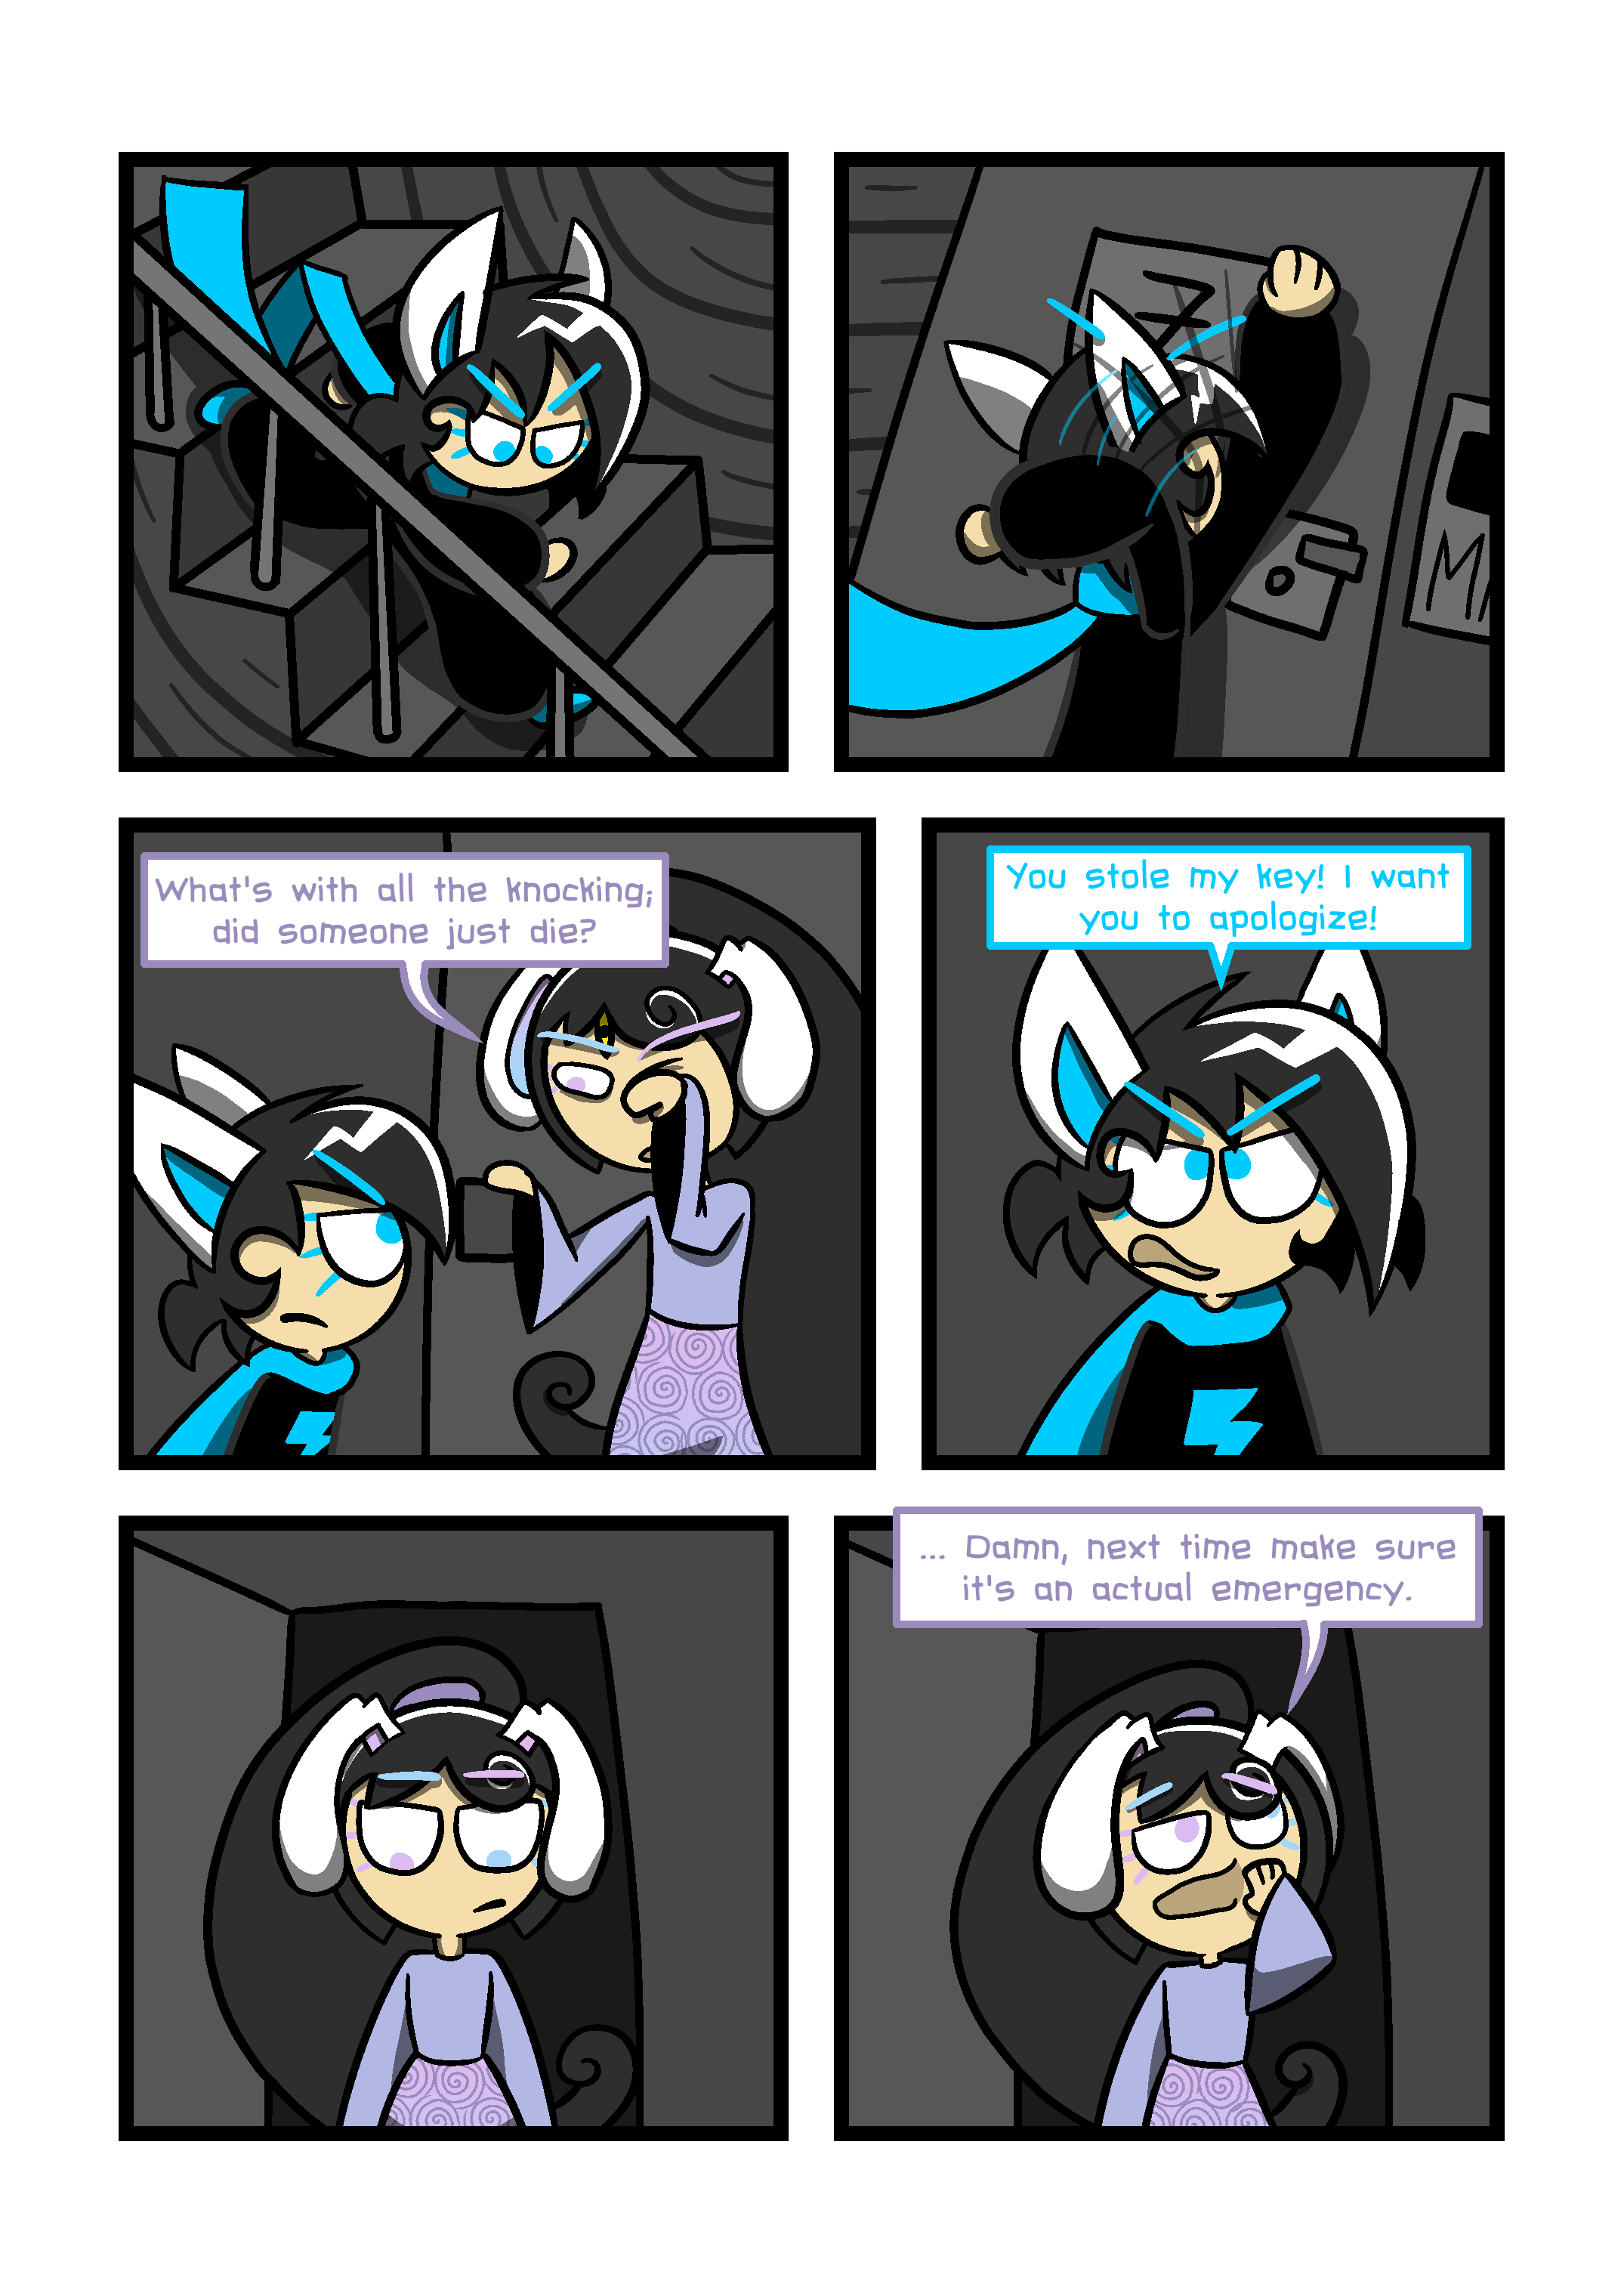 Z
MA
What's with all the knocking;
did someone just die?
You stole my key! I want
you to apologize!
... Damn, next time make sure
it's an actual emergency.